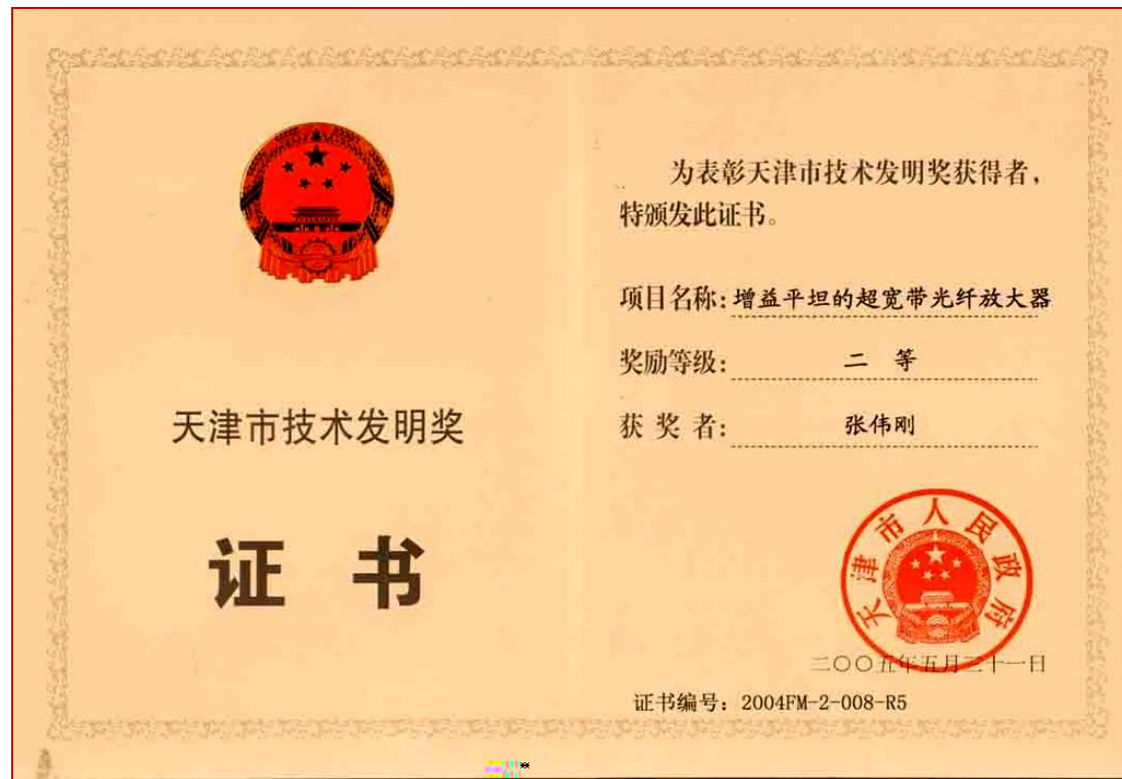 天津市技术发明奖
证 书
为表彰天津市技术发明奖获得者，
特颁发此证书。
项目名称：增益平坦的超宽带光纤放大器
奖励等级：二 等
获 奖 者：张伟刚
天津市人民政府
二〇〇五年五月三十一日
证书编号：2004FM-2-008-R5